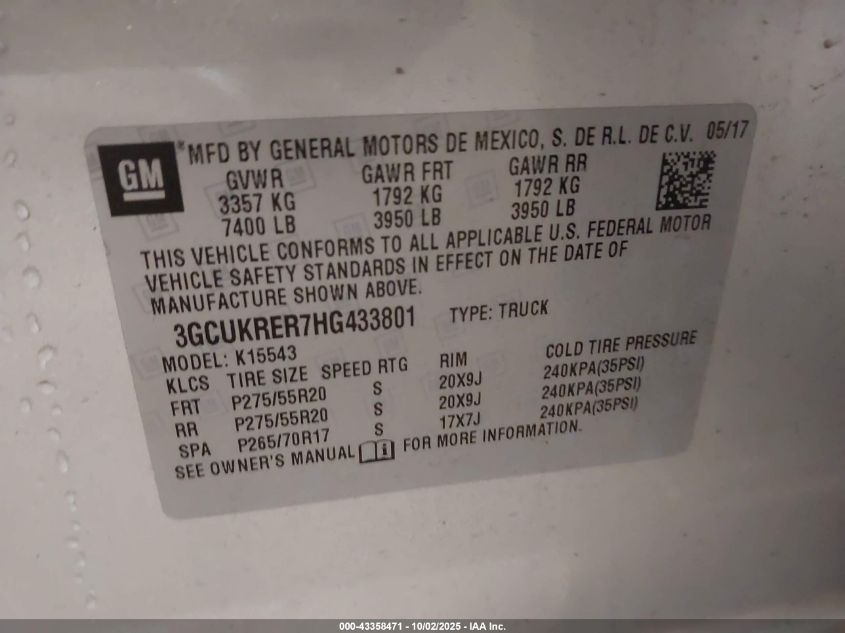 GM
*MFD BY GENERAL MOTORS DE MEXICO, S. DE R.L. DE C.V. 05/17
GVWR GAWR FRT GAWR RR
3357 KG 1792 KG 1792 KG
7400 LB 3950 LB 3950 LB
THIS VEHICLE CONFORMS TO ALL APPLICABLE U.S. FEDERAL MOTOR
VEHICLE SAFETY STANDARDS IN EFFECT ON THE DATE OF
MANUFACTURE SHOWN ABOVE.
3GCUKRER7HG433801 TYPE: TRUCK
MODEL: K15543
KLCS TIRE SIZE SPEED RTG RIM COLD TIRE PRESSURE
FRT P275/55R20 S 20X9J 240KPA(35PSI)
RR P275/55R20 S 20X9J 240KPA(35PSI)
SPA P265/70R17 S 17X7J 240KPA(35PSI)
SEE OWNER'S MANUAL FOR MORE INFORMATION.
000-43358471 - 10/02/2025 - IAA Inc.